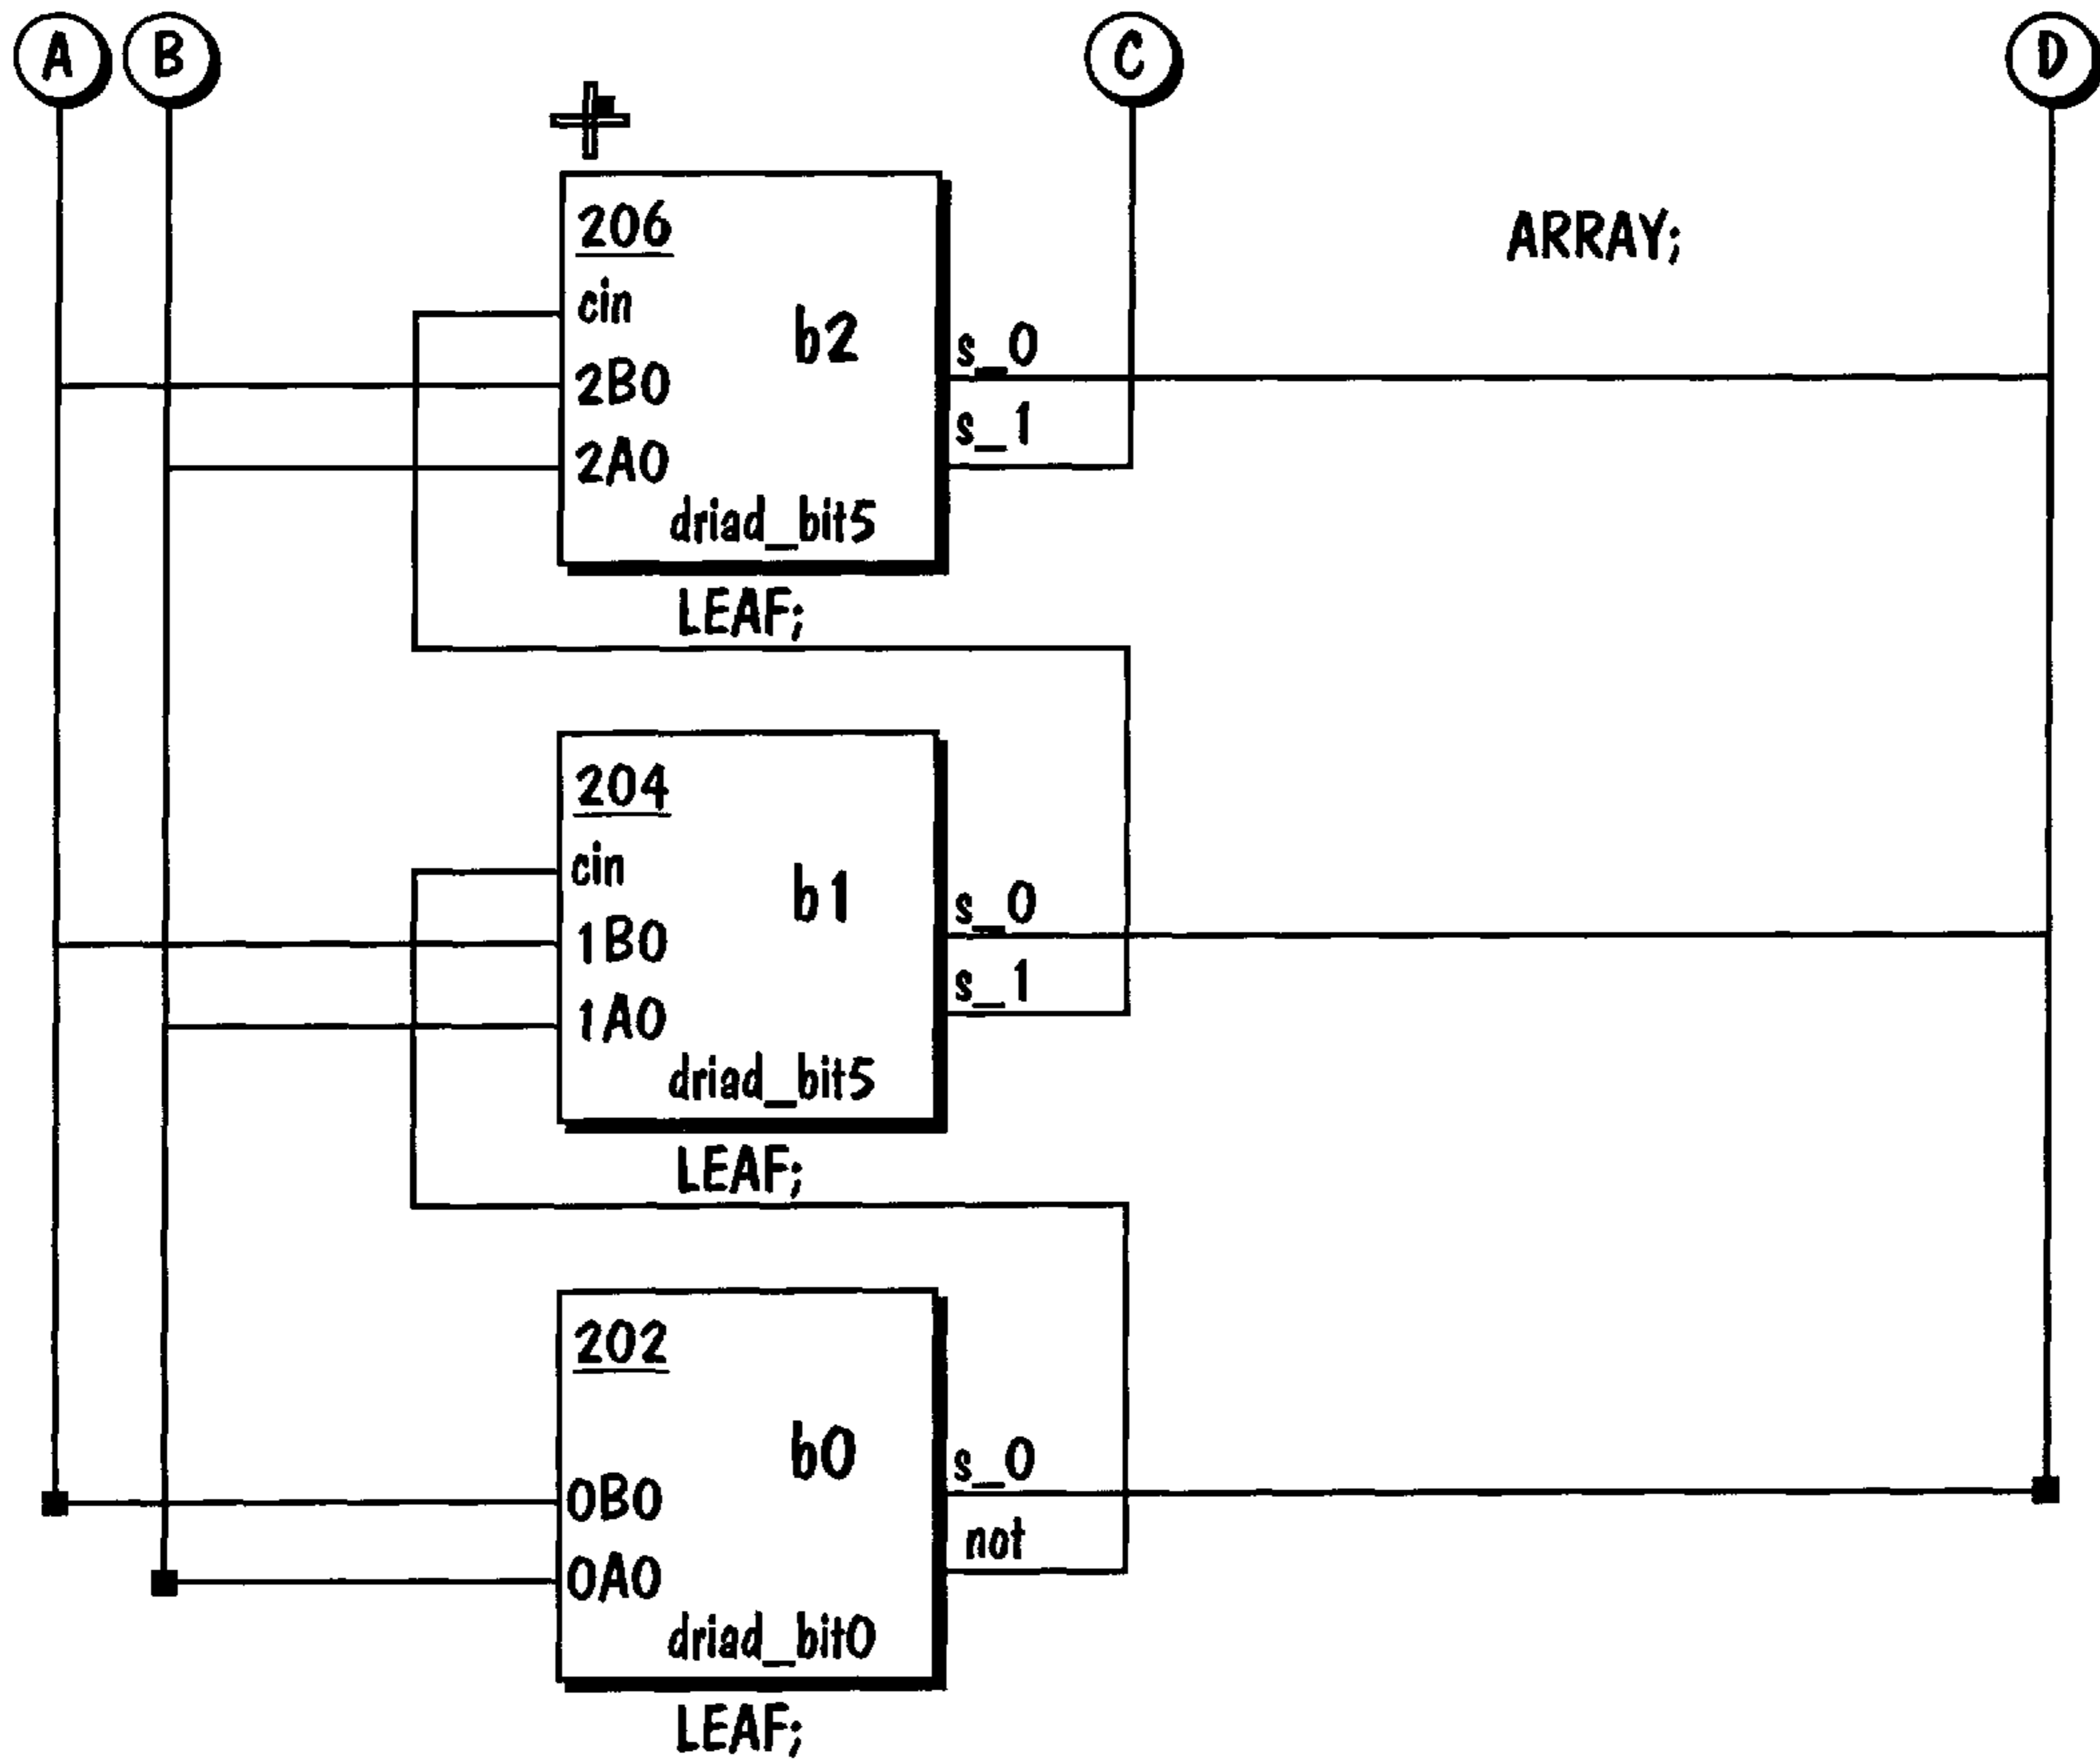 A B C D
206
ARRAY;
cin
b2
s_0
2B0
s_1
2A0
driad_bit5
LEAF;
204
cin
b1
s_0
1B0
s_1
1A0
driad_bit5
LEAF;
202
b0
s_0
0B0
not
0A0
driad_bit0
LEAF;